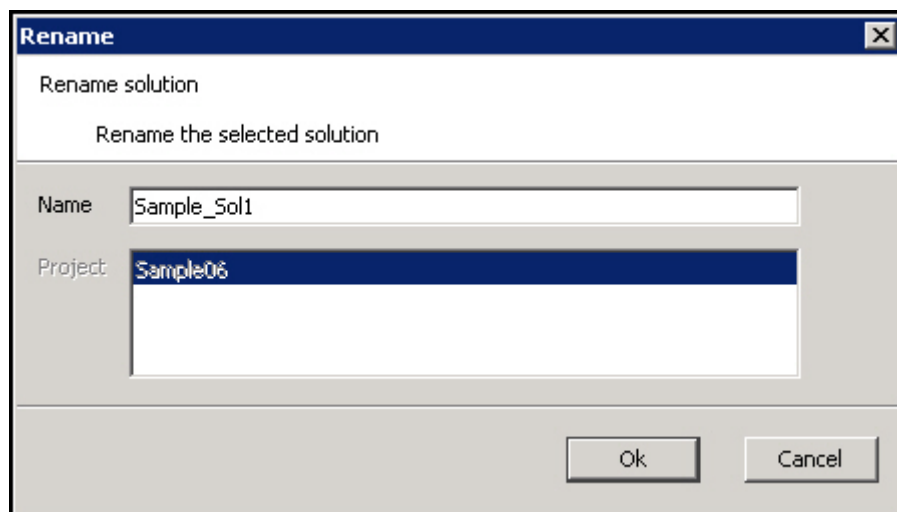 Rename
Rename solution
Rename the selected solution
Name Sample_Sol1
Project Sample06
Ok Cancel